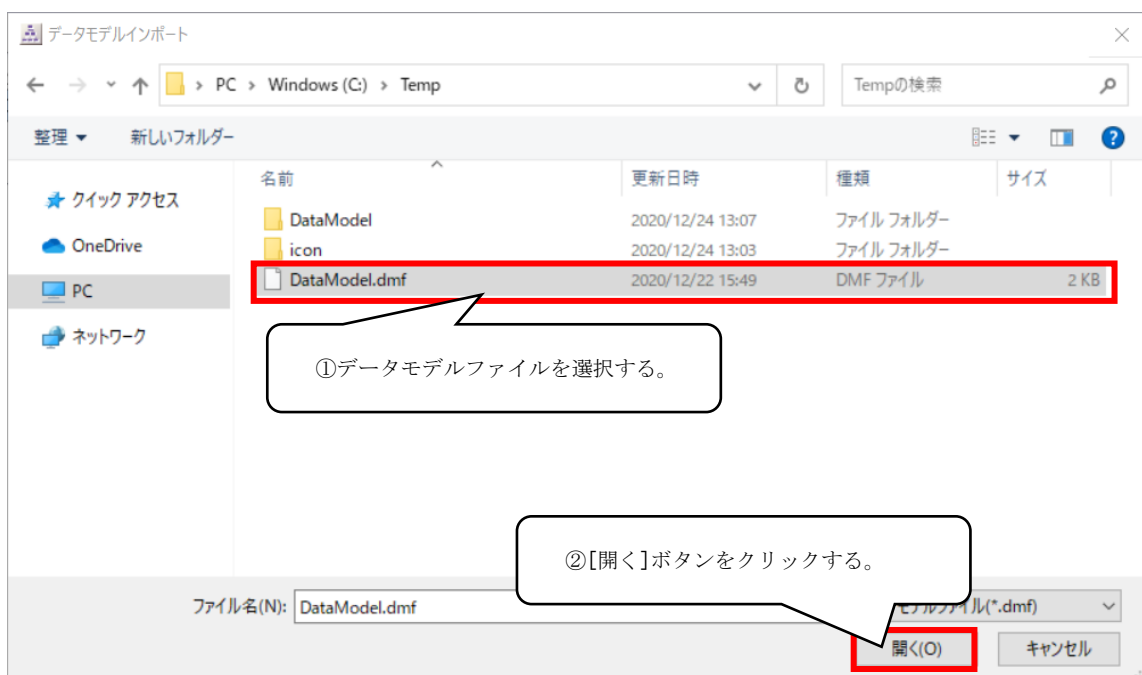 データモデルインポート
PC > Windows (C:) > Temp
Tempの検索
整理 新しいフォルダー
名前 更新日時 種類 サイズ
クイック アクセス
OneDrive
PC
ネットワーク
DataModel 2020/12/24 13:07 ファイル フォルダー
icon 2020/12/24 13:03 ファイル フォルダー
DataModel.dmf 2020/12/22 15:49 DMF ファイル 2 KB
①データモデルファイルを選択する。
②[開く]ボタンをクリックする。
ファイル名(N): DataModel.dmf モデルファイル(*.dmf)
開く(O) キャンセル